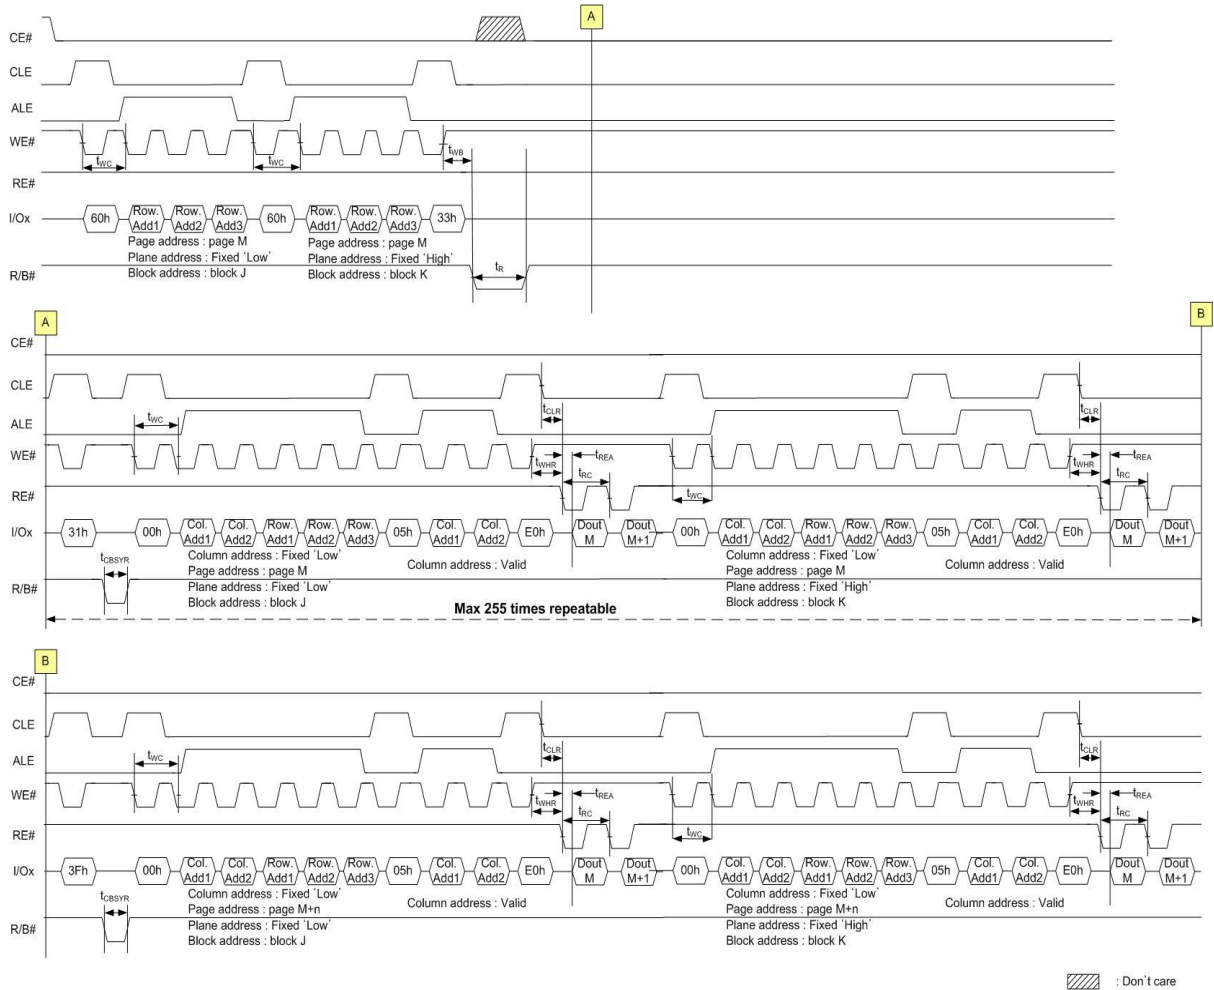 A
CE#
CLE
ALE
WE#
tWC
tWC
tWB
RE#
I/Ox
60h
Row. Add1
Row. Add2
Row. Add3
60h
Row. Add1
Row. Add2
Row. Add3
33h
Page address : page M
Plane address : Fixed 'Low'
Block address : block J
Page address : page M
Plane address : Fixed 'High'
Block address : block K
R/B#
tR
A
B
CE#
CLE
tCLR
tCLR
ALE
tWC
WE#
tWHR
tREA
tRC
tWC
tWHR
tREA
tRC
RE#
I/Ox
31h
00h
Col. Add1
Col. Add2
Row. Add1
Row. Add2
Row. Add3
05h
Col. Add1
Col. Add2
E0h
Dout M
Dout M+1
00h
Col. Add1
Col. Add2
Row. Add1
Row. Add2
Row. Add3
05h
Col. Add1
Col. Add2
E0h
Dout M
Dout M+1
tCBSYR
Column address : Fixed 'Low'
Page address : page M
Plane address : Fixed 'Low'
Block address : block J
Column address : Valid
Column address : Fixed 'Low'
Page address : page M
Plane address : Fixed 'High'
Block address : block K
Column address : Valid
R/B#
Max 255 times repeatable
B
CE#
CLE
tCLR
tCLR
ALE
tWC
WE#
tWHR
tREA
tRC
tWC
tWHR
tREA
tRC
RE#
I/Ox
3Fh
00h
Col. Add1
Col. Add2
Row. Add1
Row. Add2
Row. Add3
05h
Col. Add1
Col. Add2
E0h
Dout M
Dout M+1
00h
Col. Add1
Col. Add2
Row. Add1
Row. Add2
Row. Add3
05h
Col. Add1
Col. Add2
E0h
Dout M
Dout M+1
tCBSYR
Column address : Fixed 'Low'
Page address : page M+n
Plane address : Fixed 'Low'
Block address : block J
Column address : Valid
Column address : Fixed 'Low'
Page address : page M+n
Plane address : Fixed 'High'
Block address : block K
Column address : Valid
R/B#
: Don't care